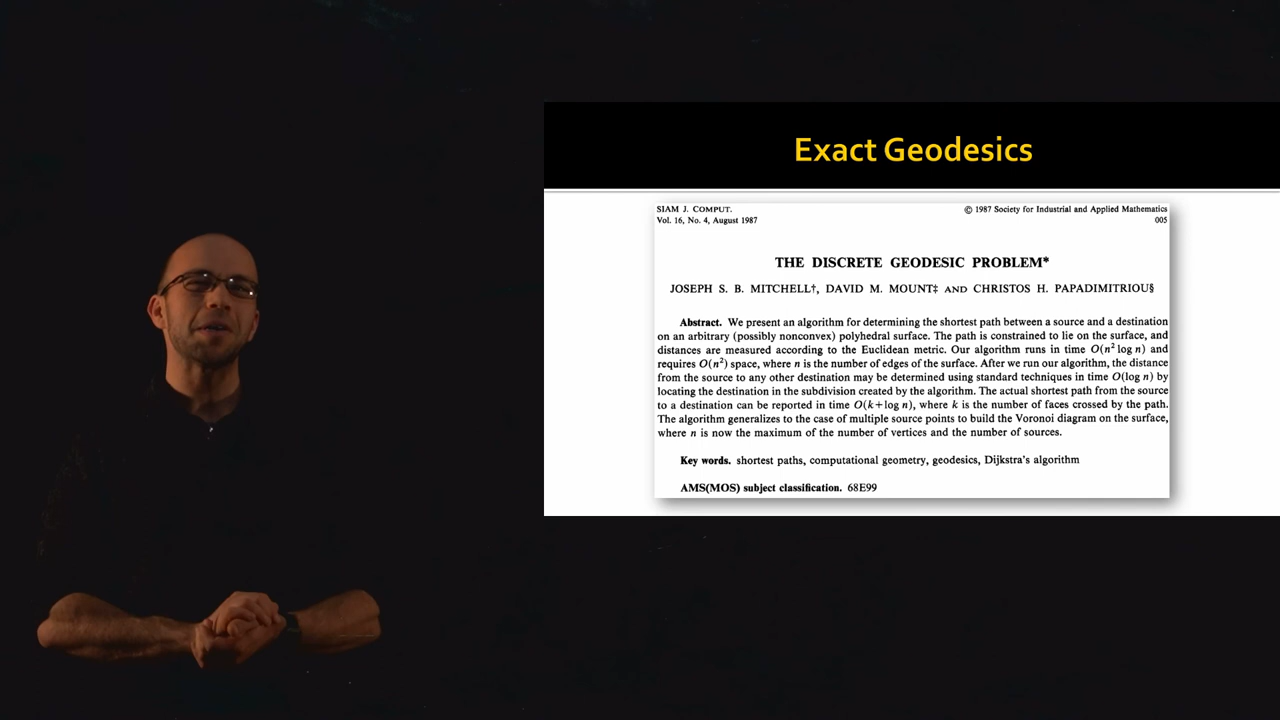 Exact Geodesics
SIAM J. COMPUT.
Vol. 16, No. 4, August 1987
© 1987 Society for Industrial and Applied Mathematics
005
THE DISCRETE GEODESIC PROBLEM*
JOSEPH S. B. MITCHELL†, DAVID M. MOUNT‡ AND CHRISTOS H. PAPADIMITRIOU§
Abstract. We present an algorithm for determining the shortest path between a source and a destination
on an arbitrary (possibly nonconvex) polyhedral surface. The path is constrained to lie on the surface, and
distances are measured according to the Euclidean metric. Our algorithm runs in time O(n² log n) and
requires O(n²) space, where n is the number of edges of the surface. After we run our algorithm, the distance
from the source to any other destination may be determined using standard techniques in time O(log n) by
locating the destination in the subdivision created by the algorithm. The actual shortest path from the source
to a destination can be reported in time O(k+log n), where k is the number of faces crossed by the path.
The algorithm generalizes to the case of multiple source points to build the Voronoi diagram on the surface,
where n is now the maximum of the number of vertices and the number of sources.
Key words. shortest paths, computational geometry, geodesics, Dijkstra's algorithm
AMS(MOS) subject classification. 68E99